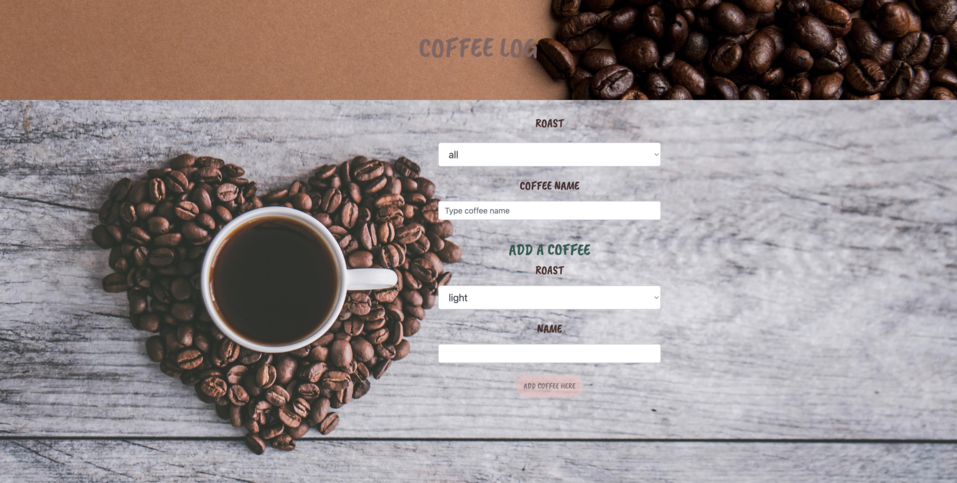 COFFEE LOG
ROAST
all
COFFEE NAME
Type coffee name
ADD A COFFEE
ROAST
light
NAME
ADD COFFEE HERE